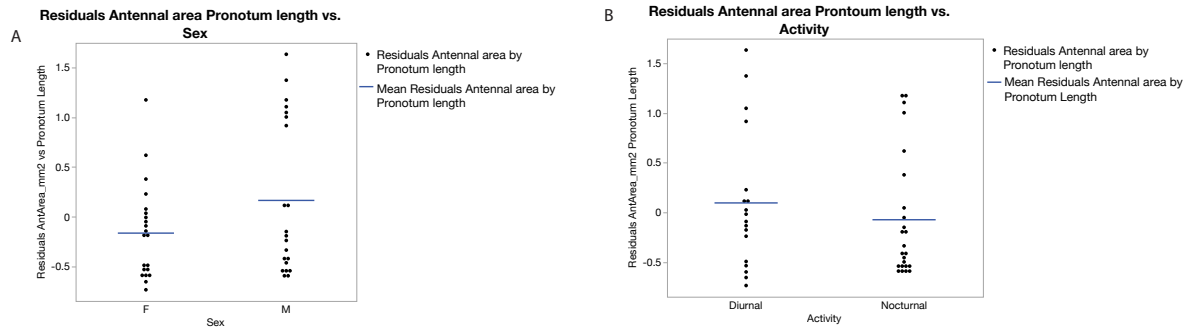 A
Residuals Antennal area Pronotum length vs.
Sex
Residuals AntArea_mm2 vs Pronotum Length
1.5
1.0
0.5
0
-0.5
F
M
Sex
Residuals Antennal area by
Pronotum length
Mean Residuals Antennal area by
Pronotum length
B
Residuals Antennal area Prontoum length vs.
Activity
Residuals AntArea_mm2 Pronotum Length
1.5
1.0
0.5
0
-0.5
Diurnal
Nocturnal
Activity
Residuals Antennal area by
Pronotum length
Mean Residuals Antennal area by
Pronotum Length